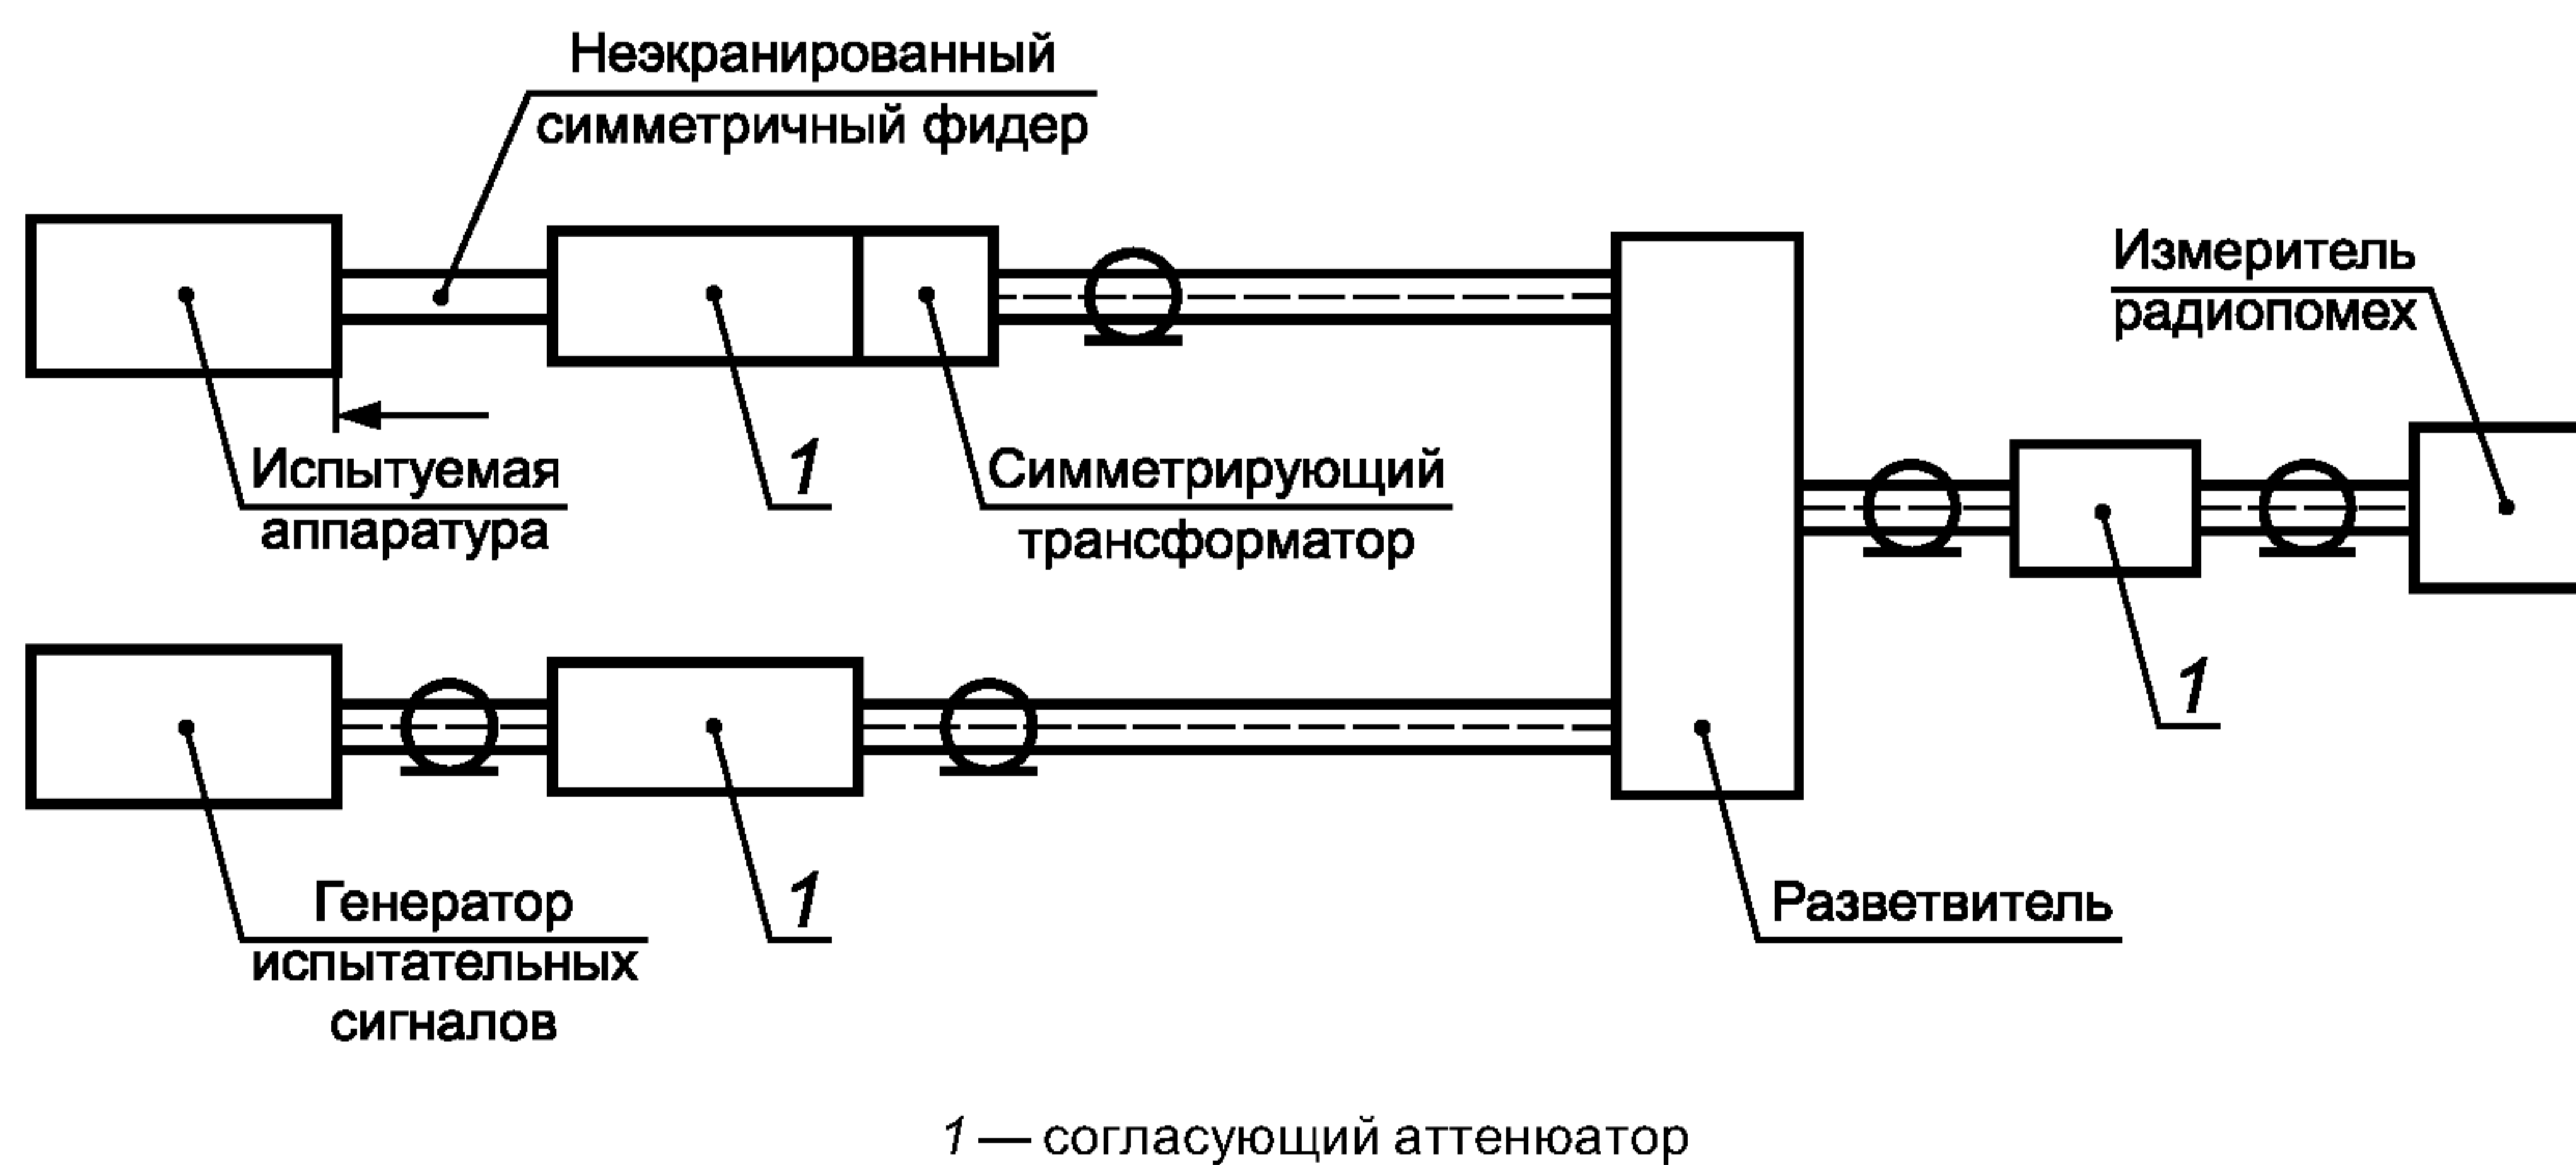 Неэкранированный
симметричный фидер
Измеритель
радиопомех
Испытуемая
аппаратура
1
Симметрирующий
трансформатор
1
Генератор
испытательных
сигналов
1
Разветвитель
1 — согласующий аттенюатор